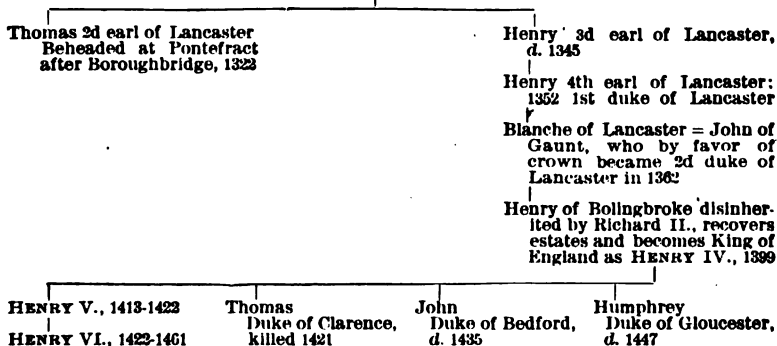 Thomas 2d earl of Lancaster
Beheaded at Pontefract
after Boroughbridge, 1322
Henry 3d earl of Lancaster,
d. 1345
Henry 4th earl of Lancaster:
1352 1st duke of Lancaster
Blanche of Lancaster = John of
Gaunt, who by favor of
crown became 2d duke of
Lancaster in 1362
Henry of Bolingbroke disinher-
ited by Richard II., recovers
estates and becomes King of
England as HENRY IV., 1399
HENRY V., 1413-1422
HENRY VI., 1422-1461
Thomas
Duke of Clarence,
killed 1421
John
Duke of Bedford,
d. 1435
Humphrey
Duke of Gloucester,
d. 1447